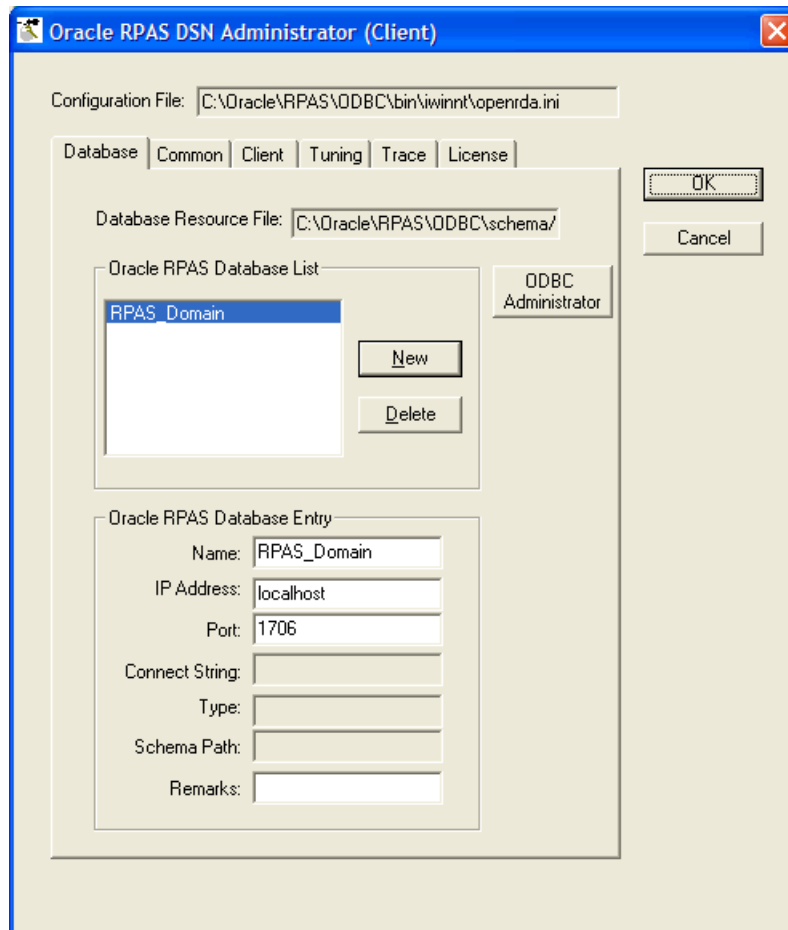 Oracle RPAS DSN Administrator (Client)
Configuration File: C:\Oracle\RPAS\ODBC\bin\iwinnt\openrda.ini
Database Common Client Tuning Trace License
OK
Database Resource File: C:\Oracle\RPAS\ODBC\schema/
Cancel
Oracle RPAS Database List
ODBC
Administrator
RPAS_Domain
New
Delete
Oracle RPAS Database Entry
Name: RPAS_Domain
IP Address: localhost
Port: 1706
Connect String:
Type:
Schema Path:
Remarks: